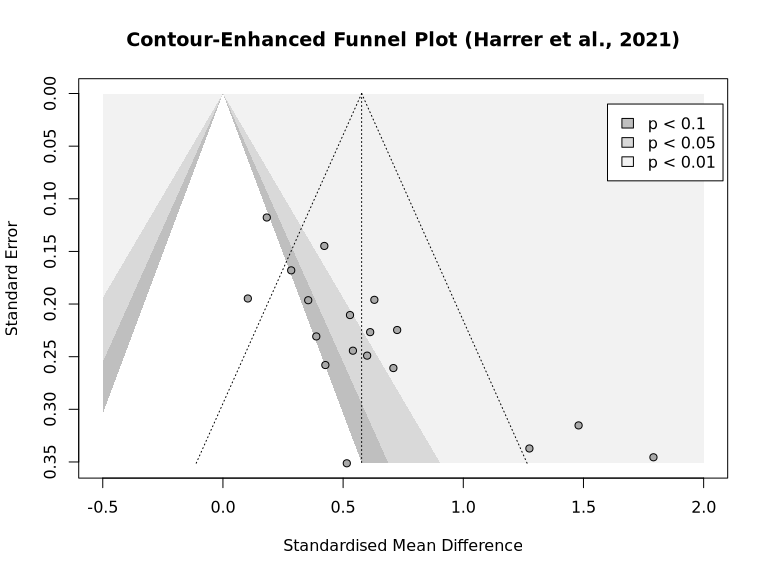 Contour-Enhanced Funnel Plot (Harrer et al., 2021)
p < 0.1
p < 0.05
p < 0.01
Standard Error
0.00
0.05
0.10
0.15
0.20
0.25
0.30
0.35
-0.5
0.0
0.5
1.0
1.5
2.0
Standardised Mean Difference